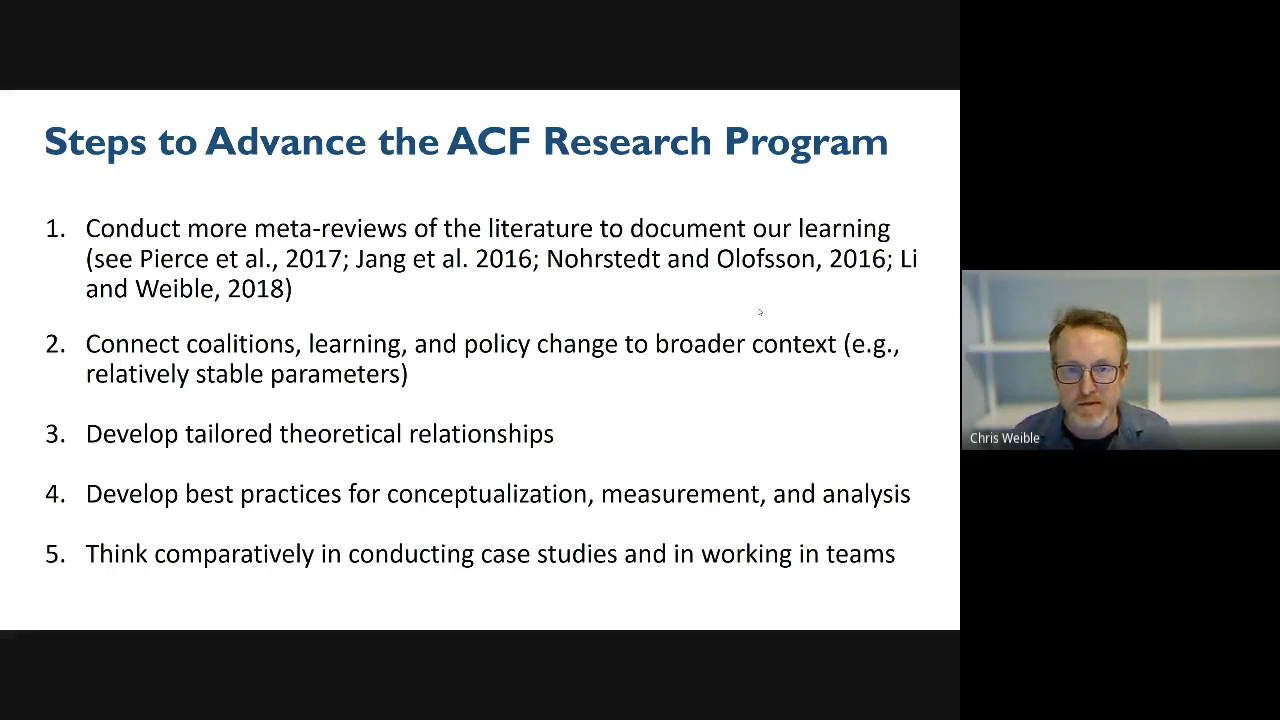 Steps to Advance the ACF Research Program
1. Conduct more meta-reviews of the literature to document our learning
(see Pierce et al., 2017; Jang et al. 2016; Nohrstedt and Olofsson, 2016; Li
and Weible, 2018)
2. Connect coalitions, learning, and policy change to broader context (e.g.,
relatively stable parameters)
3. Develop tailored theoretical relationships
4. Develop best practices for conceptualization, measurement, and analysis
5. Think comparatively in conducting case studies and in working in teams
Chris Weible